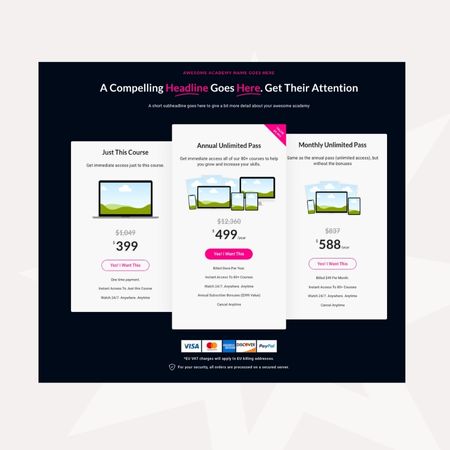 AWESOME ACADEMY NAME GOES HERE
A Compelling Headline Goes Here. Get Their Attention
A short subheadline goes here to give a bit more detail about your awesome academy
Just This Course
Get immediate access just to this course.
$1,049
$399
Yes! I Want This
One time payment.
Instant Access To Just this Course
Watch 24/7. Anywhere. Anytime
Annual Unlimited Pass
Get immediate access all of our 80+ courses to help
you grow and increase your skills.
$12,360
$499/year
Yes! I Want This
Billed Once Per Year
Instant Access To 80+ Courses
Watch 24/7. Anywhere. Anytime
Annual Subscriber Bonuses ($999 Value)
Cancel Anytime
Monthly Unlimited Pass
Same as the annual pass (unlimited access), but
without the bonuses
$837
$588/year
Yes! I Want This
Billed $49 Per Month
Instant Access To 80+ Courses
Watch 24/7. Anywhere. Anytime
Cancel Anytime
VISA
DISCOVER
PayPal
*EU VAT charges will apply to EU billing addresses.
For your security, all orders are processed on a secured server.